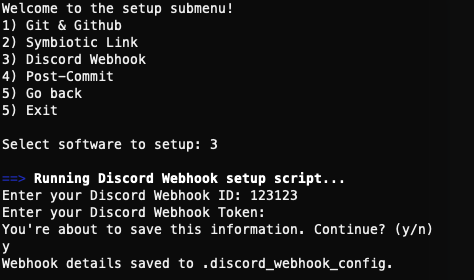 Welcome to the setup submenu!
1) Git & Github
2) Symbiotic Link
3) Discord Webhook
4) Post-Commit
5) Go back
5) Exit
Select software to setup: 3
==> Running Discord Webhook setup script...
Enter your Discord Webhook ID: 123123
Enter your Discord Webhook Token:
You're about to save this information. Continue? (y/n)
y
Webhook details saved to .discord_webhook_config.